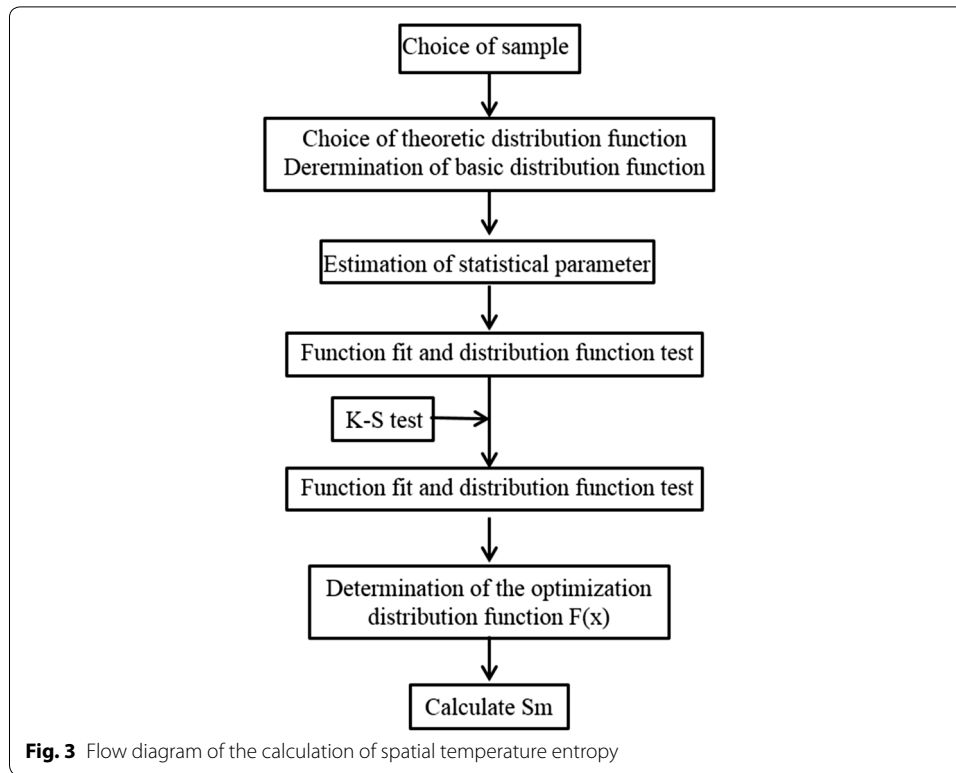 Choice of sample
Choice of theoretic distribution function
Derermination of basic distribution function
Estimation of statistical parameter
Function fit and distribution function test
K-S test
Function fit and distribution function test
Determination of the optimization
distribution function F(x)
Calculate Sm
Fig. 3 Flow diagram of the calculation of spatial temperature entropy